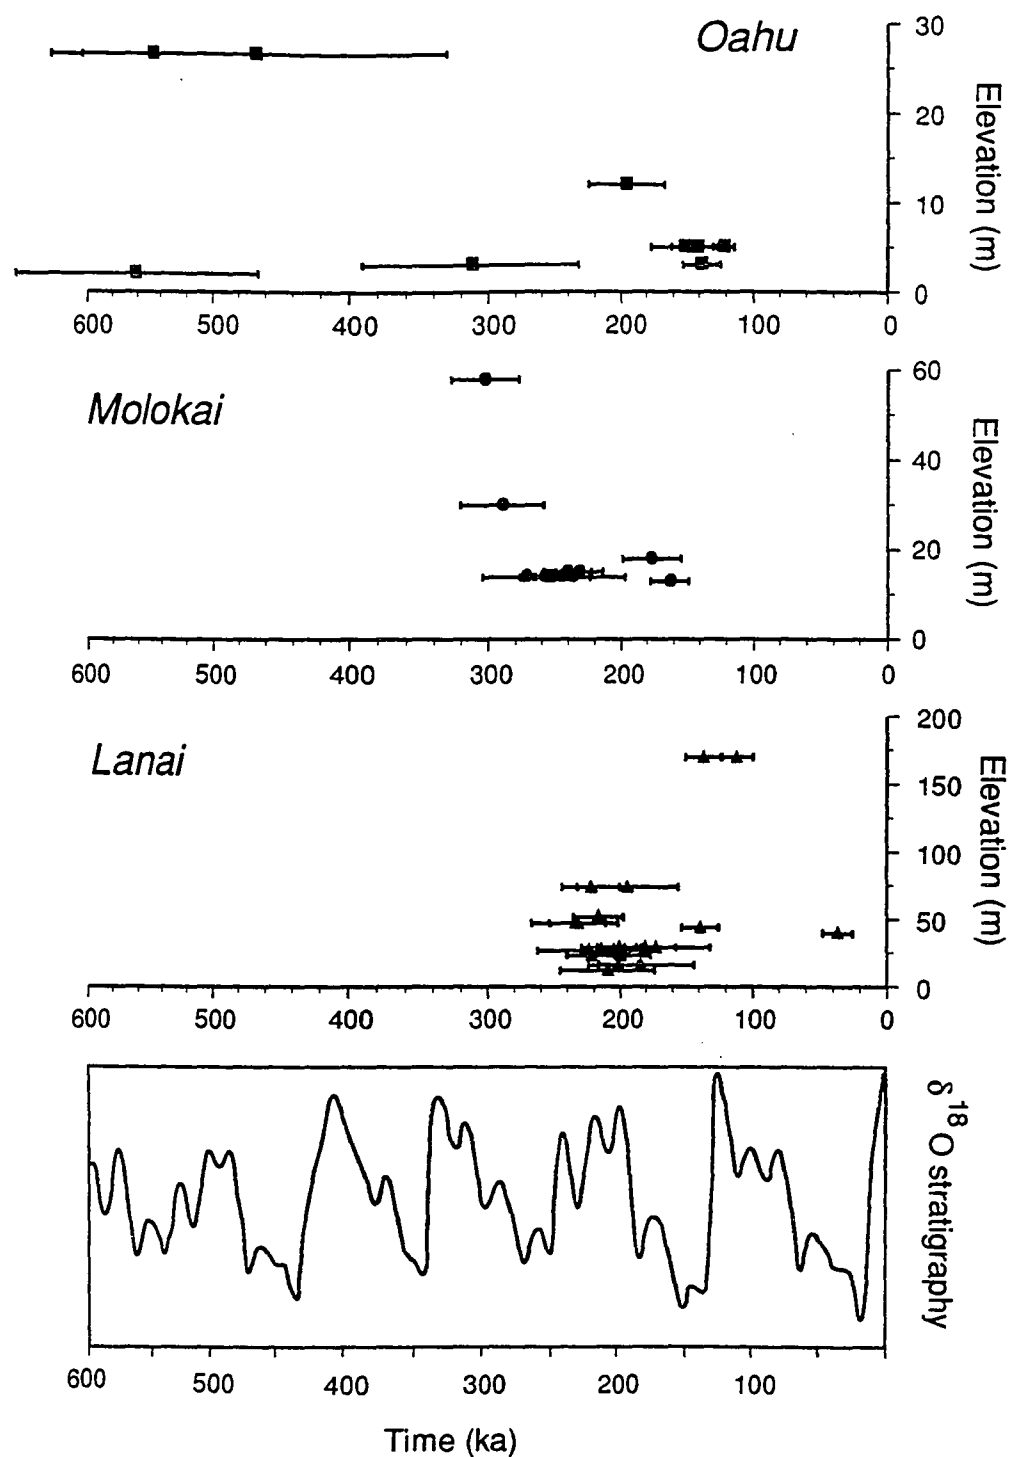 Oahu
30
20
10
0
Elevation (m)
600 500 400 300 200 100 0
Molokai
60
40
20
0
Elevation (m)
600 500 400 300 200 100 0
Lanai
200
150
100
50
0
Elevation (m)
600 500 400 300 200 100 0
δ18O stratigraphy
600 500 400 300 200 100
Time (ka)